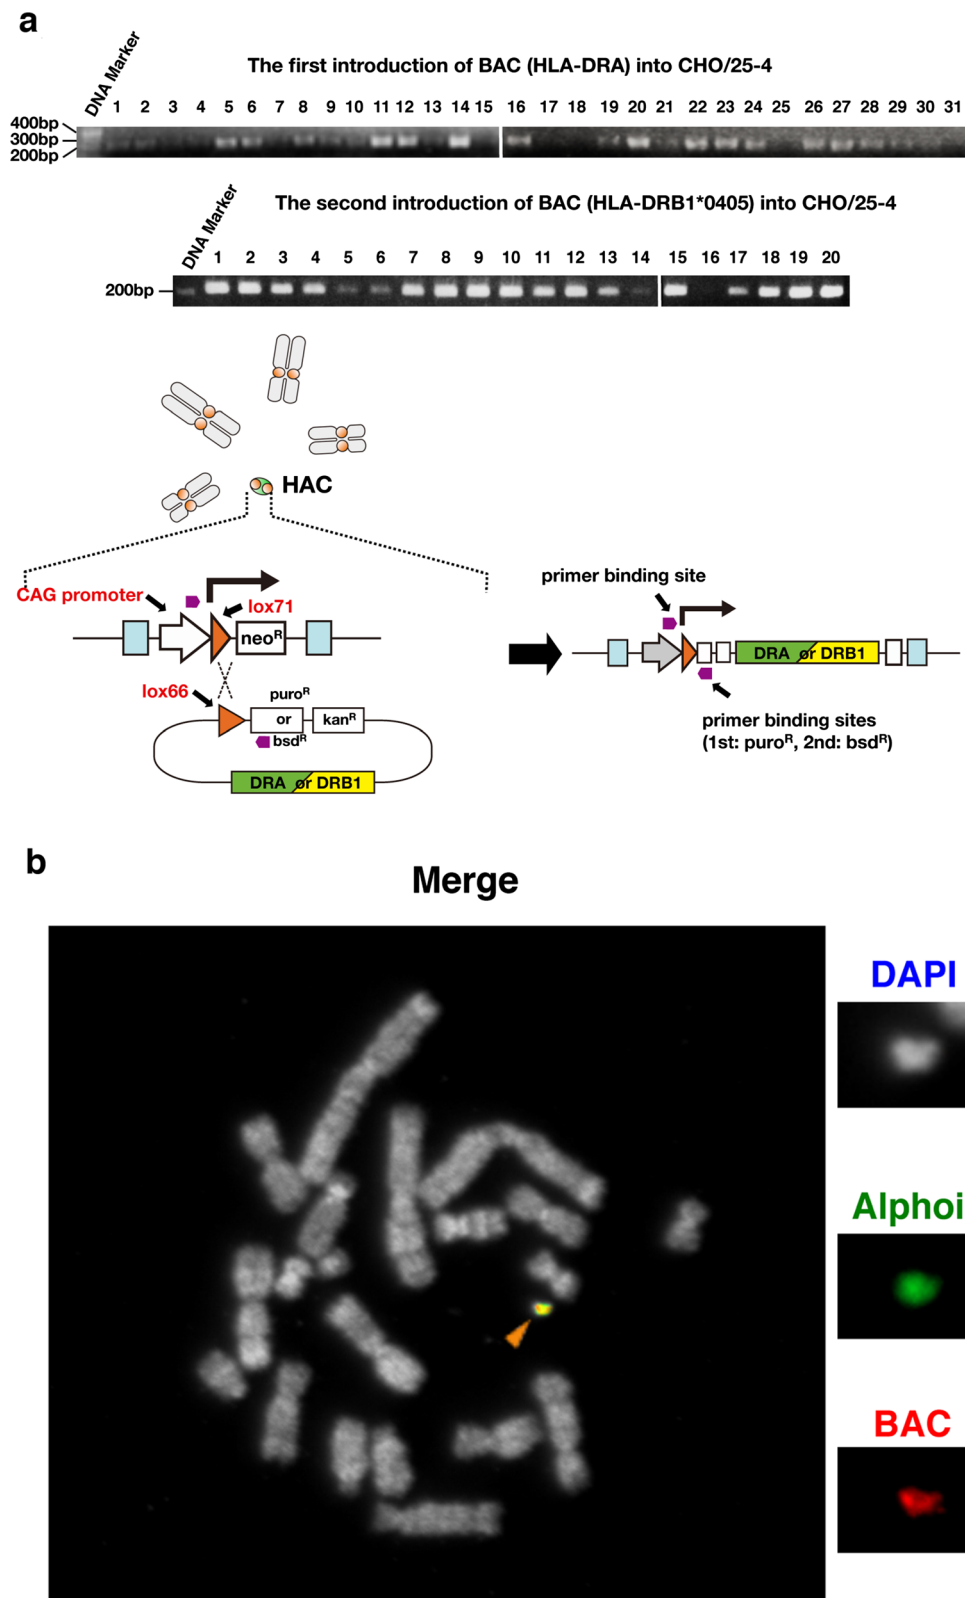 a
DNA Marker
The first introduction of BAC (HLA-DRA) into CHO/25-4
1 2 3 4 5 6 7 8 9 10 11 12 13 14 15 16 17 18 19 20 21 22 23 24 25 26 27 28 29 30 31
400bp
300bp
200bp
DNA Marker
The second introduction of BAC (HLA-DRB1*0405) into CHO/25-4
1 2 3 4 5 6 7 8 9 10 11 12 13 14 15 16 17 18 19 20
200bp
HAC
CAG promoter
lox71
neoR
lox66
puroR
or
kanR
bsdR
DRA or DRB1
primer binding site
DRA or DRB1
primer binding sites
(1st: puroR, 2nd: bsdR)
b
Merge
DAPI
Alphoi
BAC